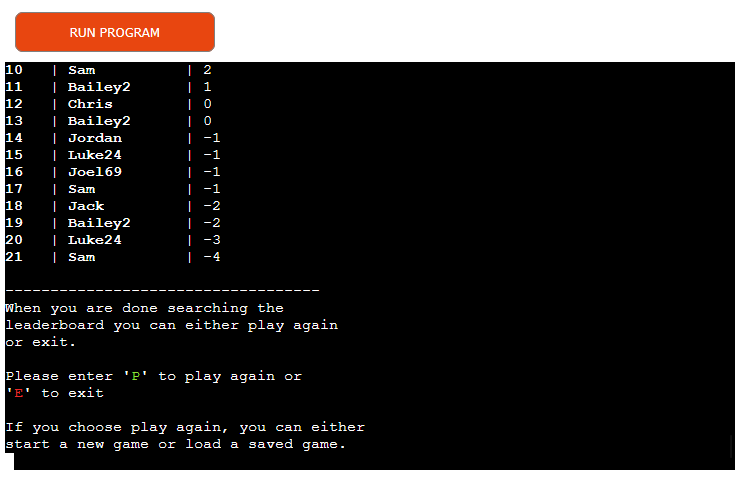 RUN PROGRAM
10   | Sam          | 2
11   | Bailey2      | 1
12   | Chris        | 0
13   | Bailey2      | 0
14   | Jordan       | -1
15   | Luke24       | -1
16   | Joel69       | -1
17   | Sam          | -1
18   | Jack         | -2
19   | Bailey2      | -2
20   | Luke24       | -3
21   | Sam          | -4
-----------------------------------
When you are done searching the
leaderboard you can either play again
or exit.
Please enter 'P' to play again or
'E' to exit
If you choose play again, you can either
start a new game or load a saved game.